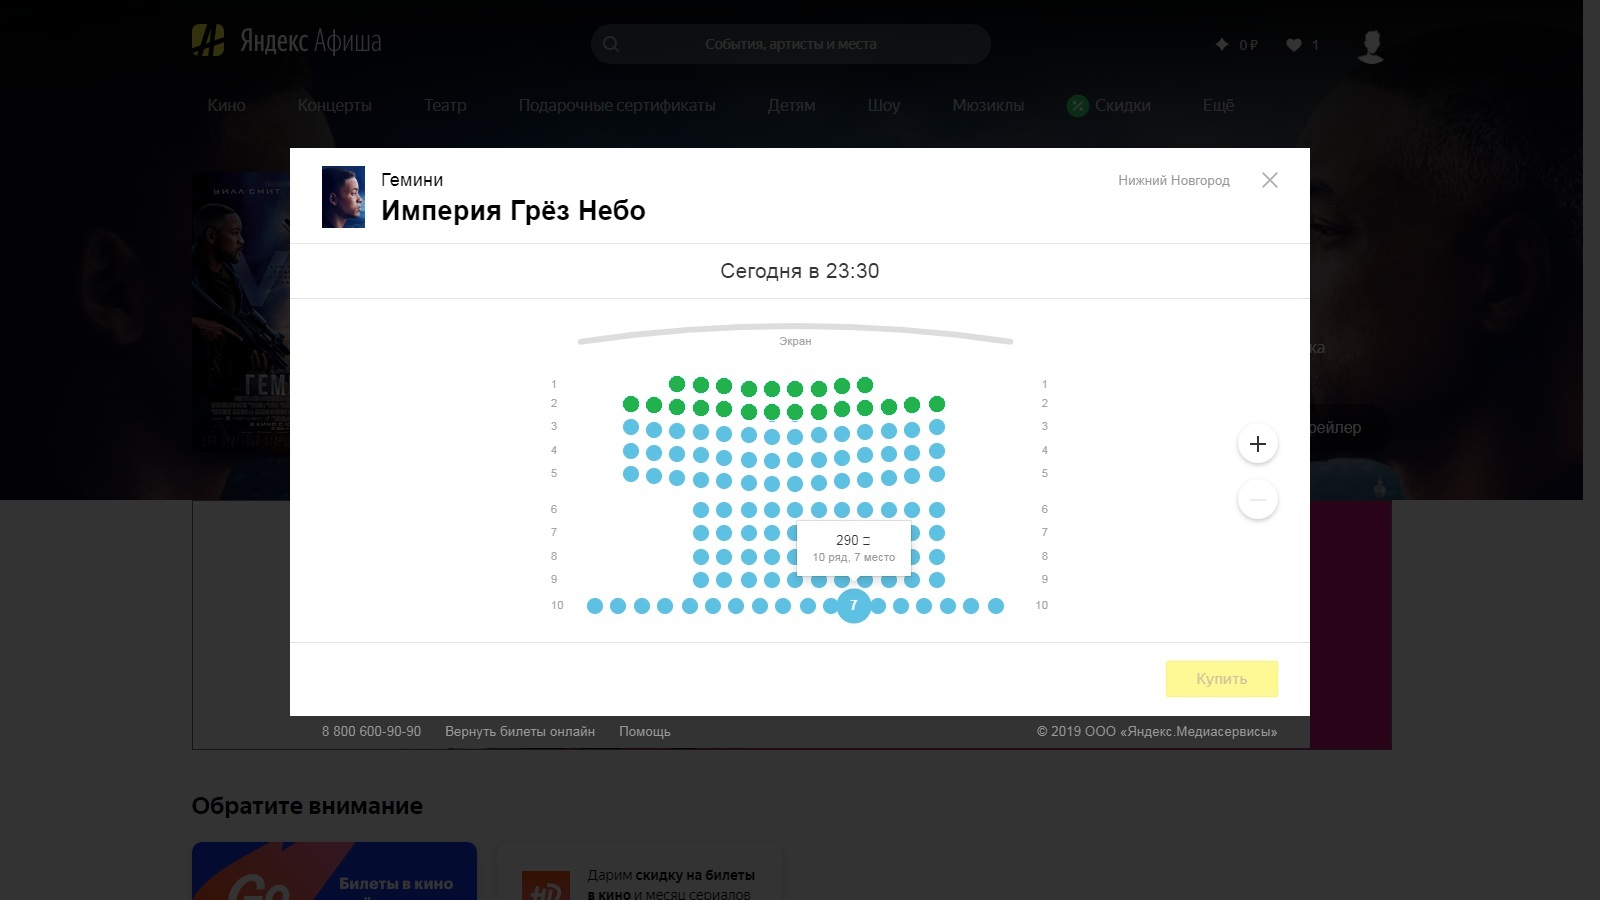 Яндекс Афиша
События, артисты и места
0 ₽
1
Кино Концерты Театр Подарочные сертификаты Детям Шоу Мюзиклы Скидки Ещё
УИЛЛ СМИТ
Гемини
Империя Грёз Небо
Нижний Новгород
Сегодня в 23:30
Экран
1 1
2 2
3 3
4 4
5 5
6 6
7 7
8 8
9 9
10 10
290
10 ряд, 7 место
7
ка
рейлер
ГЕМ
Купить
8 800 600-90-90 Вернуть билеты онлайн Помощь © 2019 ООО «Яндекс.Медиасервисы»
Обратите внимание
Go
Билеты в кино
HD
Дарим скидку на билеты
в кино и месяц сериалов